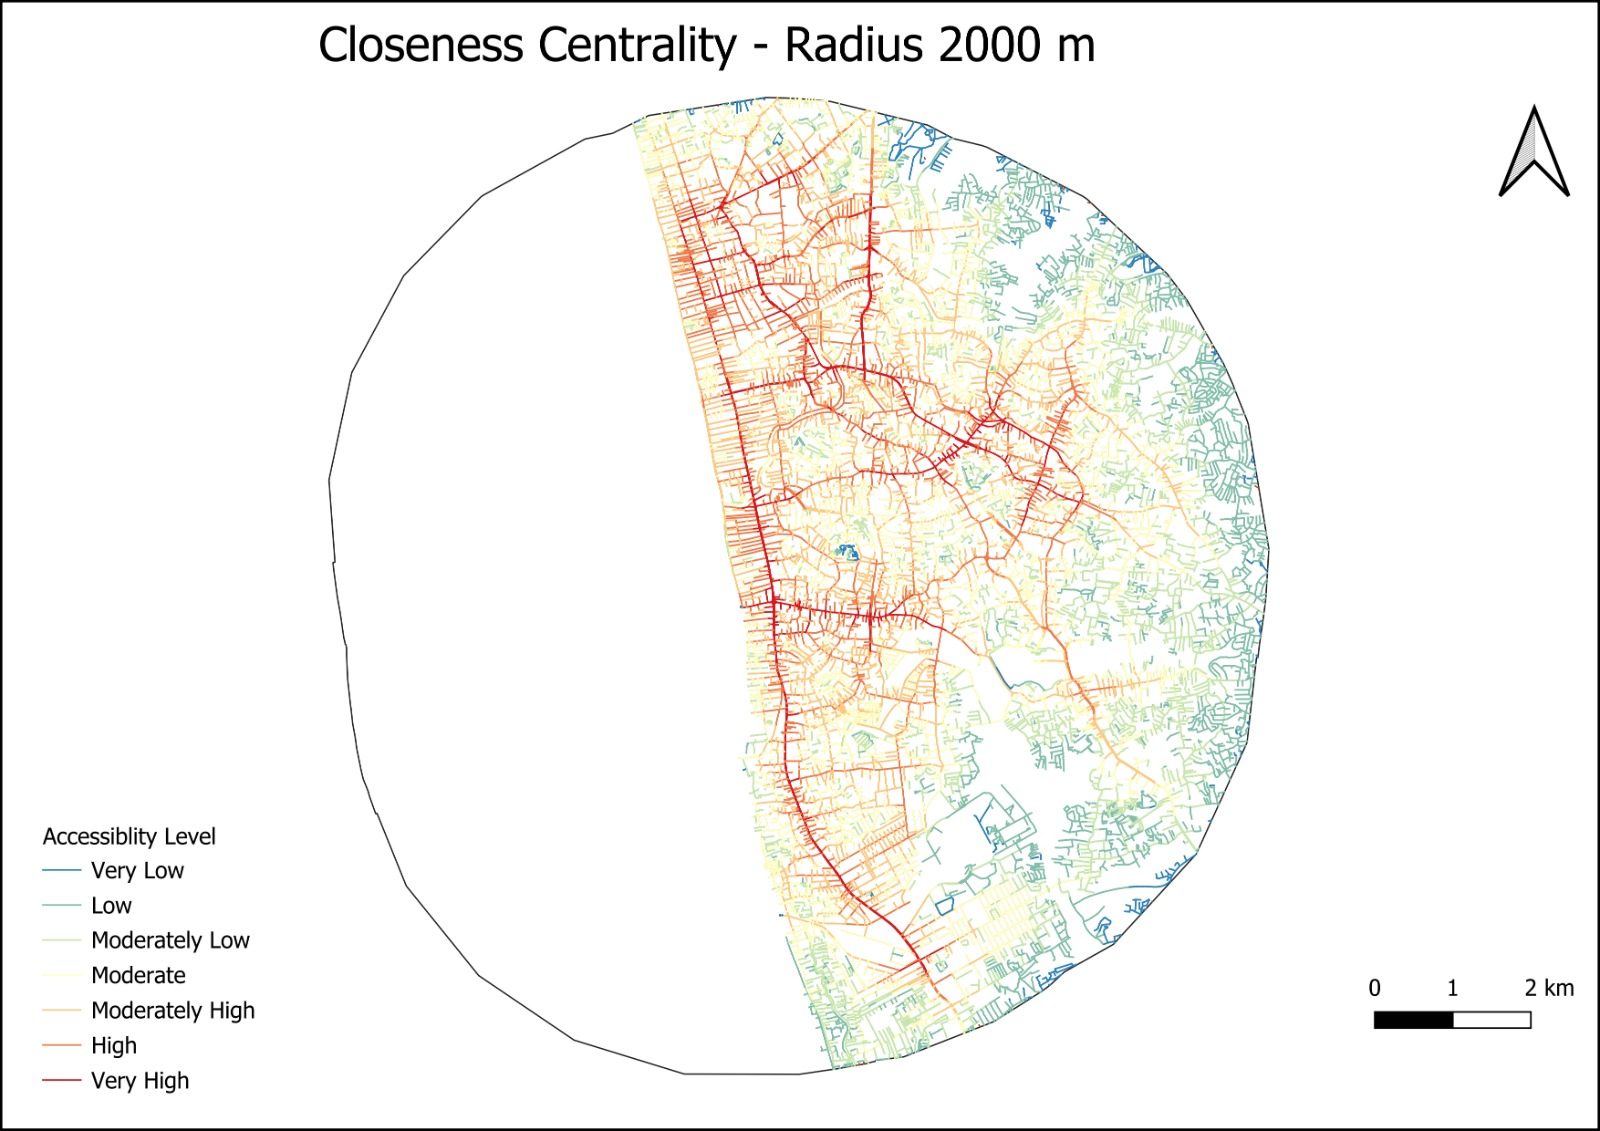 Closeness Centrality - Radius 2000 m
Accessiblity Level
Very Low
Low
Moderately Low
Moderate
Moderately High
High
Very High
0 1 2 km